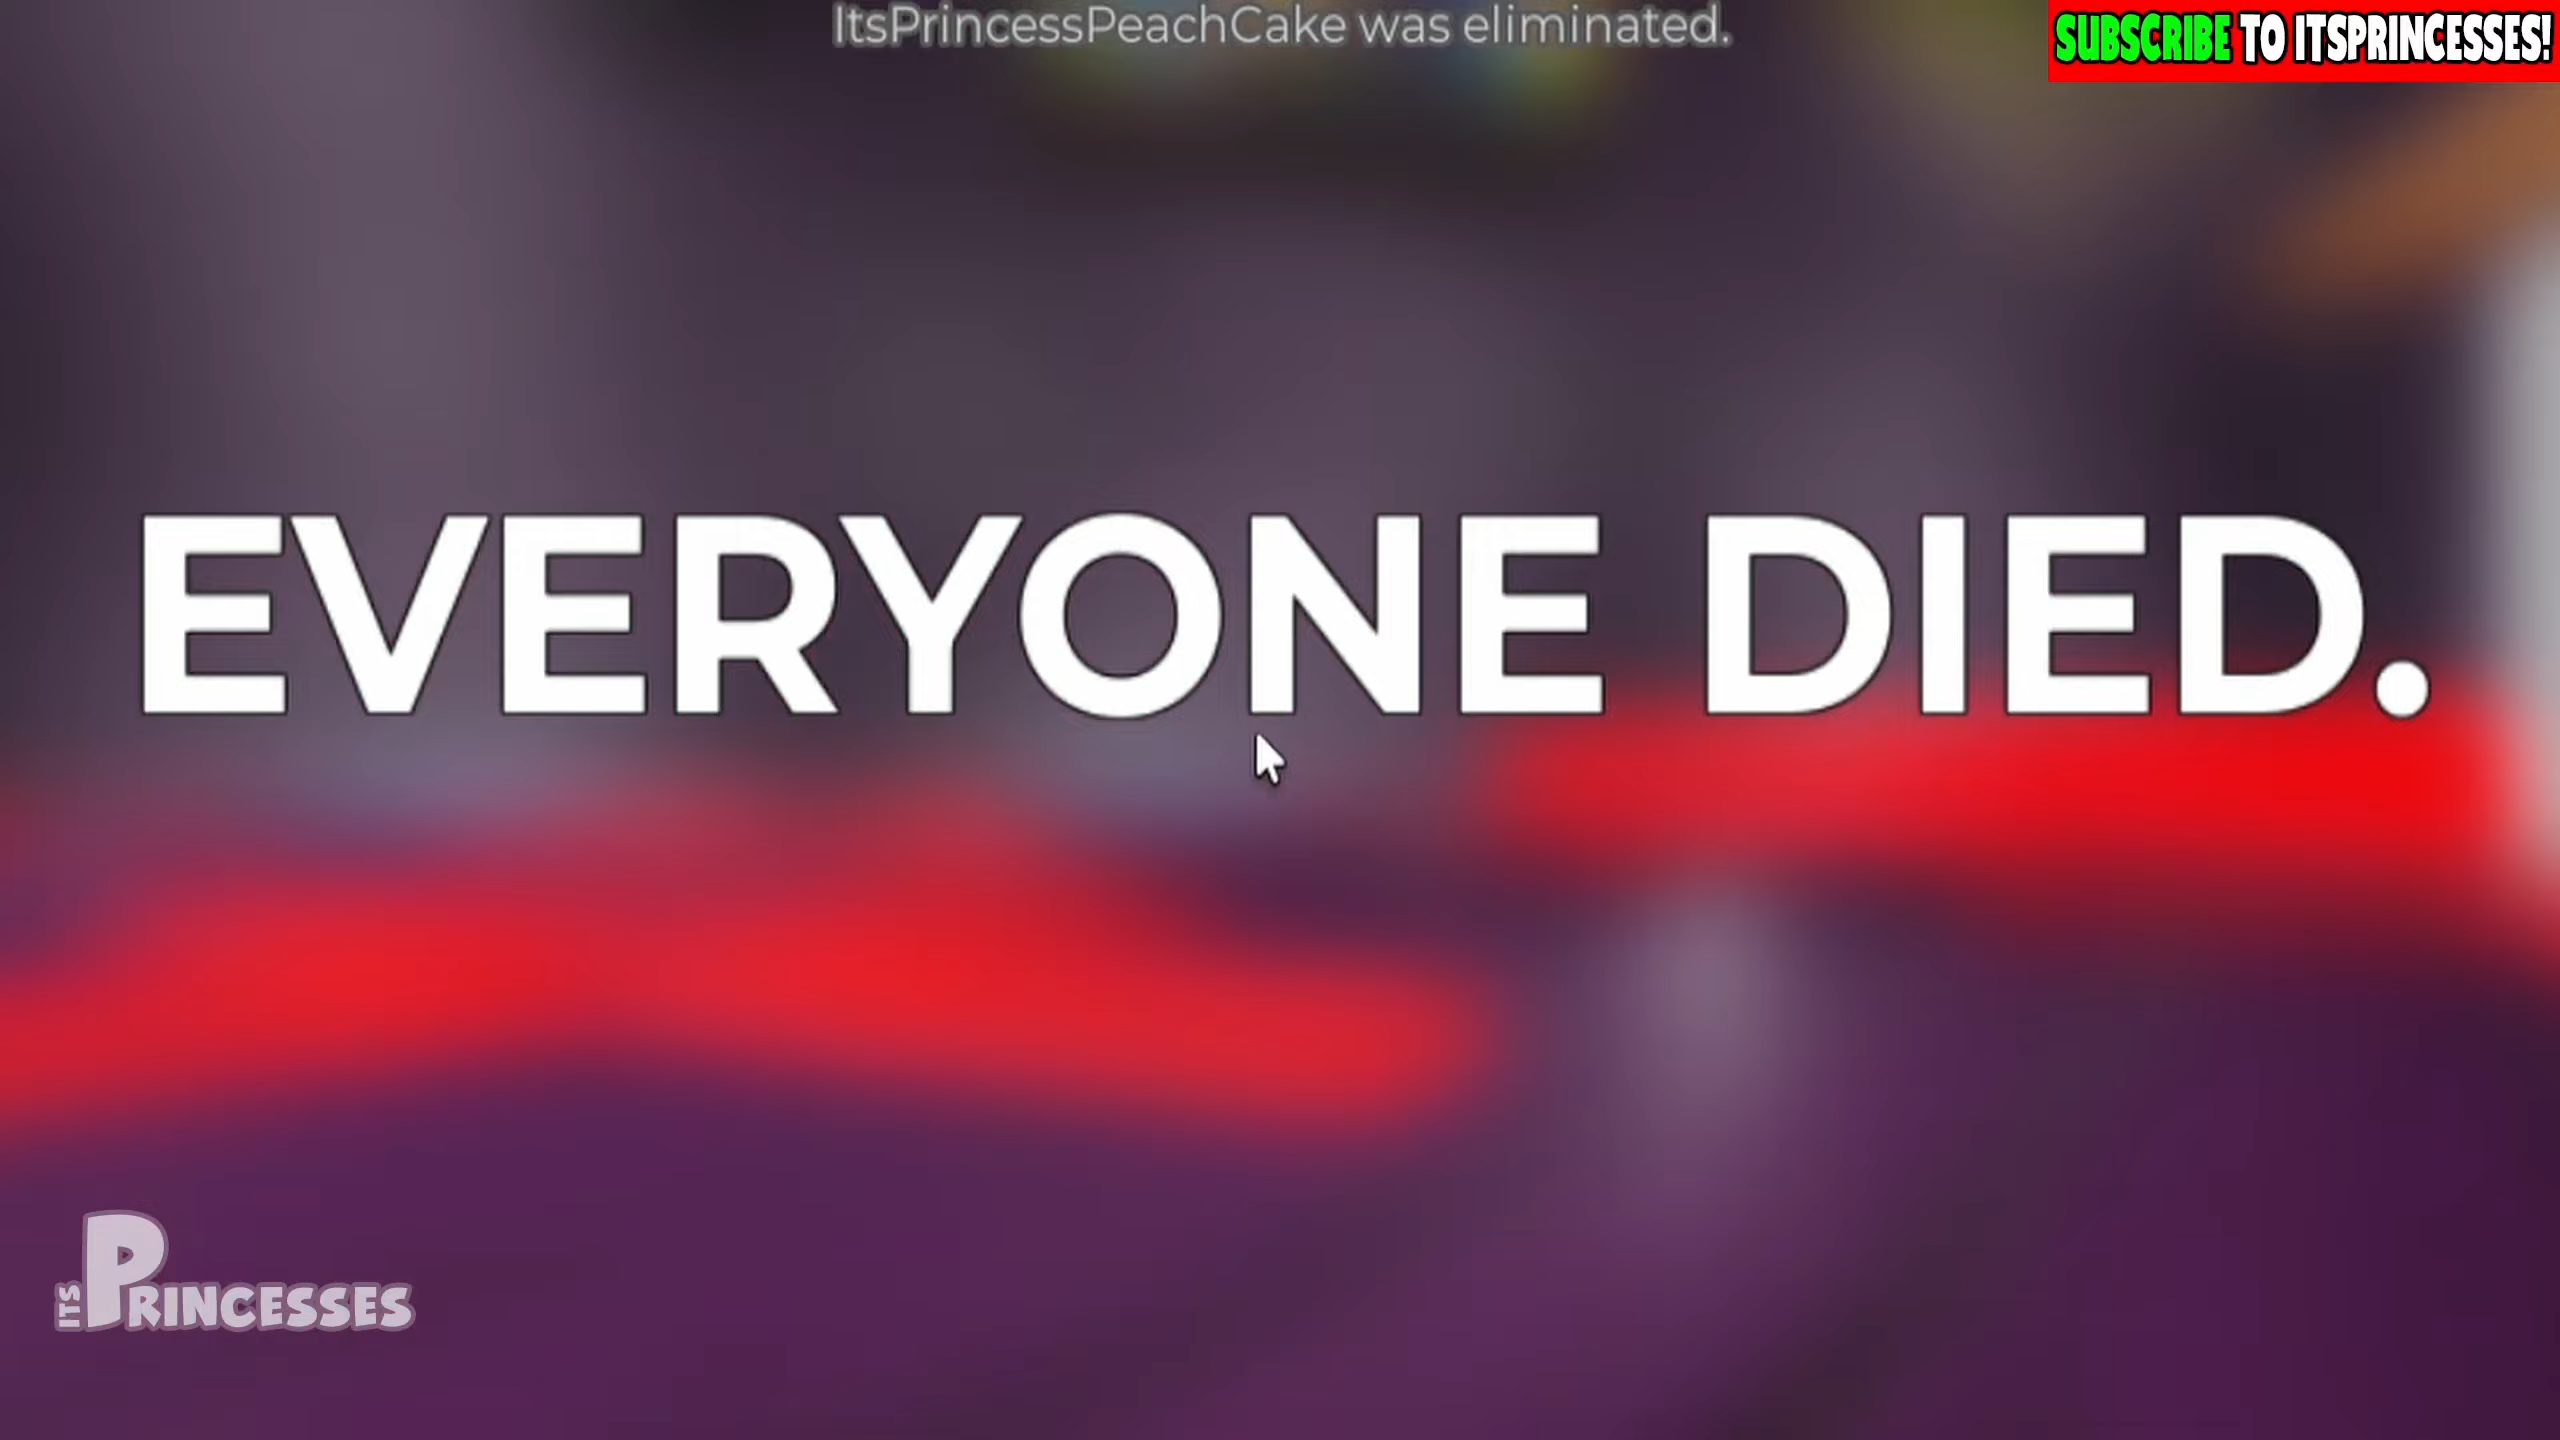 ItsPrincessPeachCake was eliminated.
SUBSCRIBE TO ITSPRINCESSES!
EVERYONE DIED.
ITS PRINCESSES